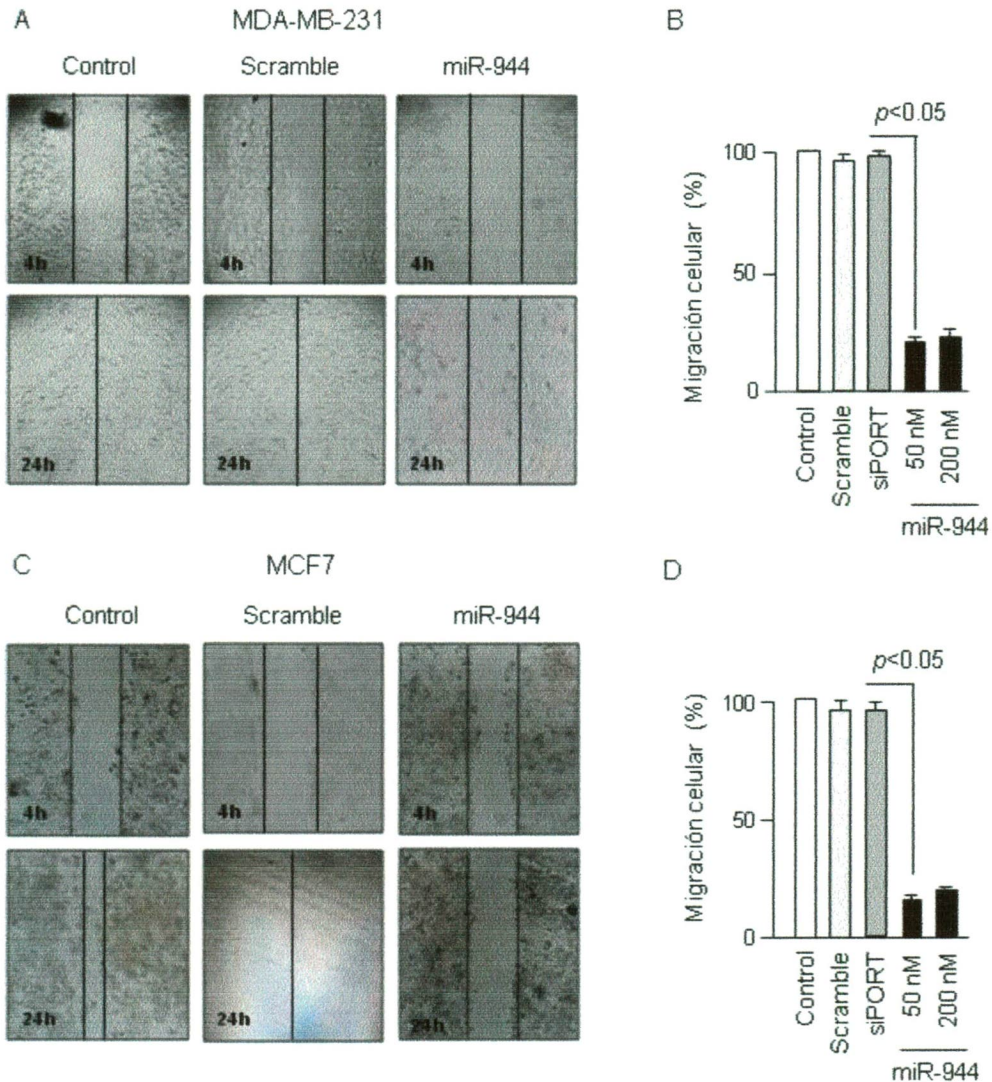 A
MDA-MB-231
Control
Scramble
miR-944
4h
4h
4h
24h
24h
24h
B
p<0.05
Migración celular (%)
100
50
0
Control
Scramble
siPORT
50 nM
200 nM
miR-944
C
MCF7
Control
Scramble
miR-944
4h
4h
4h
24h
24h
24h
D
p<0.05
Migración celular (%)
100
50
0
Control
Scramble
siPORT
50 nM
200 nM
miR-944